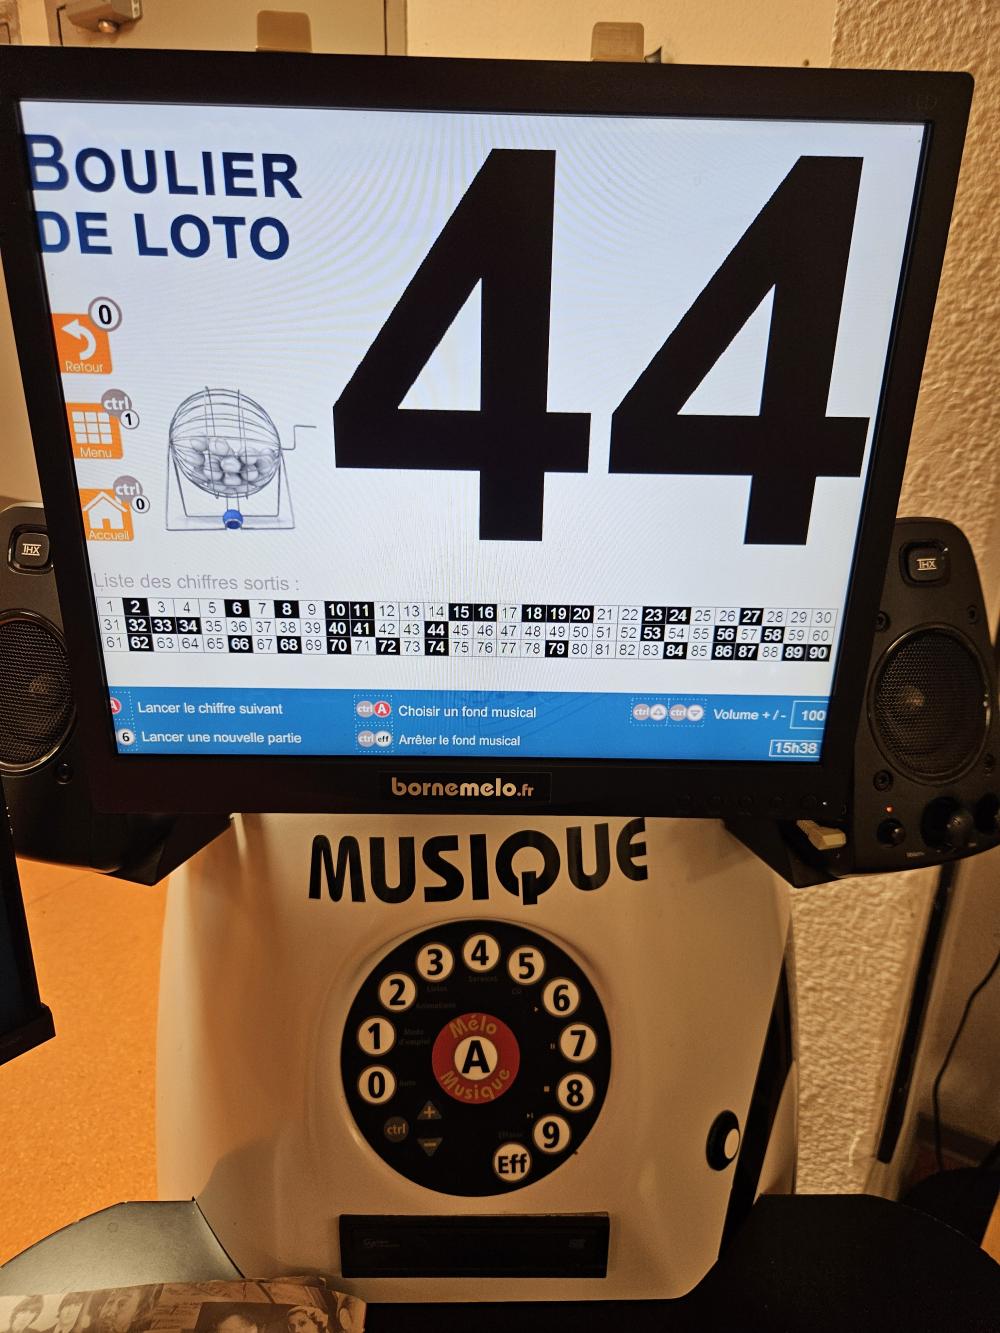 BOULIER
DE LOTO
44
0
Retour
ctrl
1
Menu
ctrl
0
Accueil
Liste des chiffres sortis :
1 2 3 4 5 6 7 8 9 10 11 12 13 14 15 16 17 18 19 20 21 22 23 24 25 26 27 28 29 30
31 32 33 34 35 36 37 38 39 40 41 42 43 44 45 46 47 48 49 50 51 52 53 54 55 56 57 58 59 60
61 62 63 64 65 66 67 68 69 70 71 72 73 74 75 76 77 78 79 80 81 82 83 84 85 86 87 88 89 90
A Lancer le chiffre suivant
ctrl A Choisir un fond musical
ctrl ctrl Volume + / - 100
6 Lancer une nouvelle partie
ctrl eff Arrêter le fond musical
15h38
THX
THX
bornemelo.fr
MUSIQUE
4
3
5
2
6
1
7
0
8
9
Eff
Mélo
A
Musique
ctrl
+
-